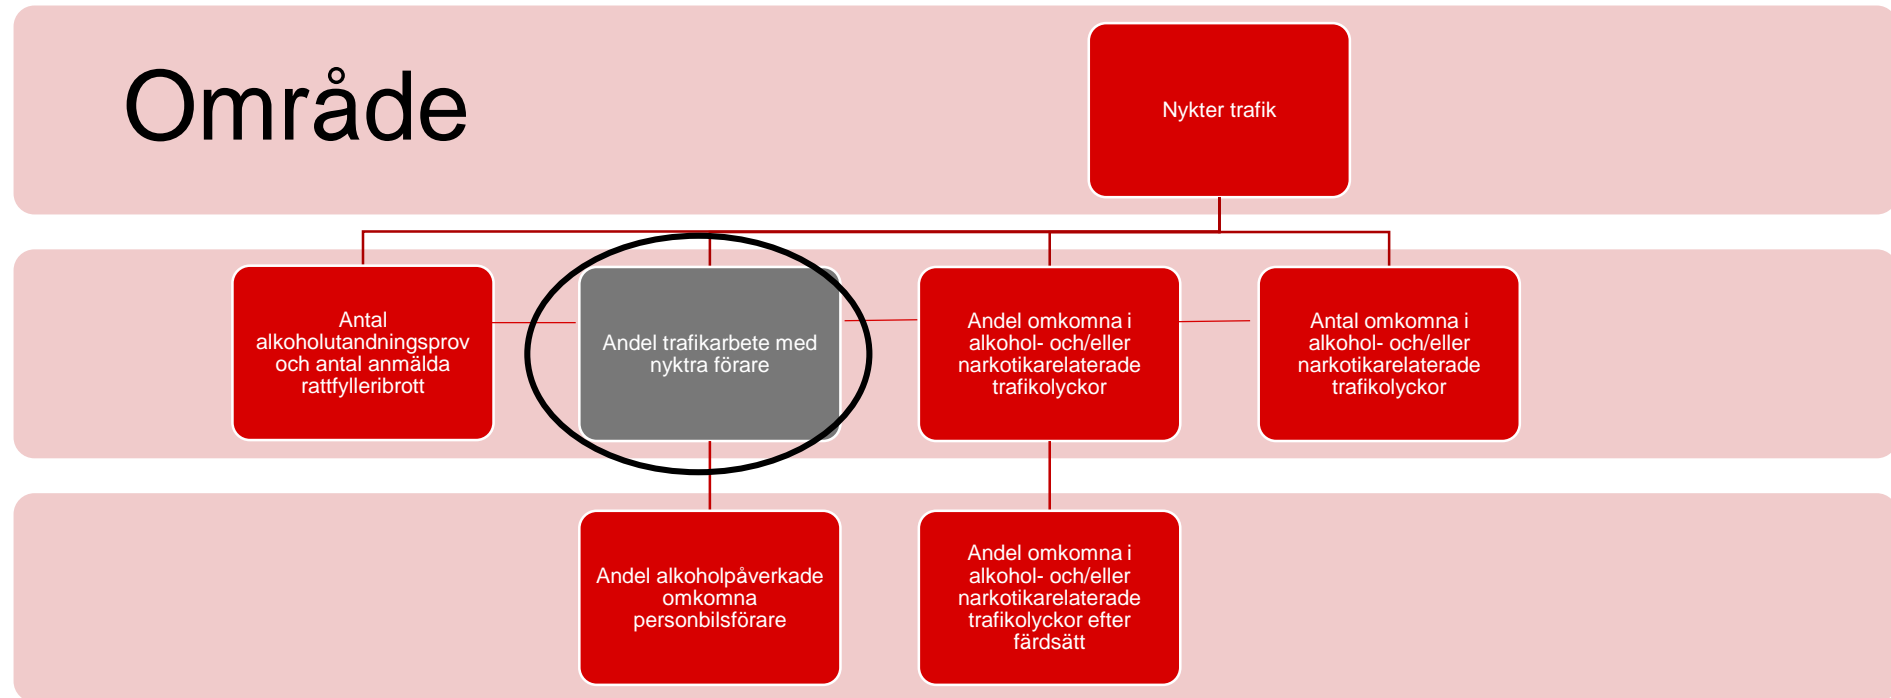 Område
Nykter trafik
Antal
alkoholutandningsprov
och antal anmälda
rattfylleribrott
Andel trafikarbete med
nyktra förare
Andel omkomna i
alkohol- och/eller
narkotikarelaterade
trafikolyckor
Antal omkomna i
alkohol- och/eller
narkotikarelaterade
trafikolyckor
Andel alkoholpåverkade
omkomna
personbilsförare
Andel omkomna i
alkohol- och/eller
narkotikarelaterade
trafikolyckor efter
färdsätt